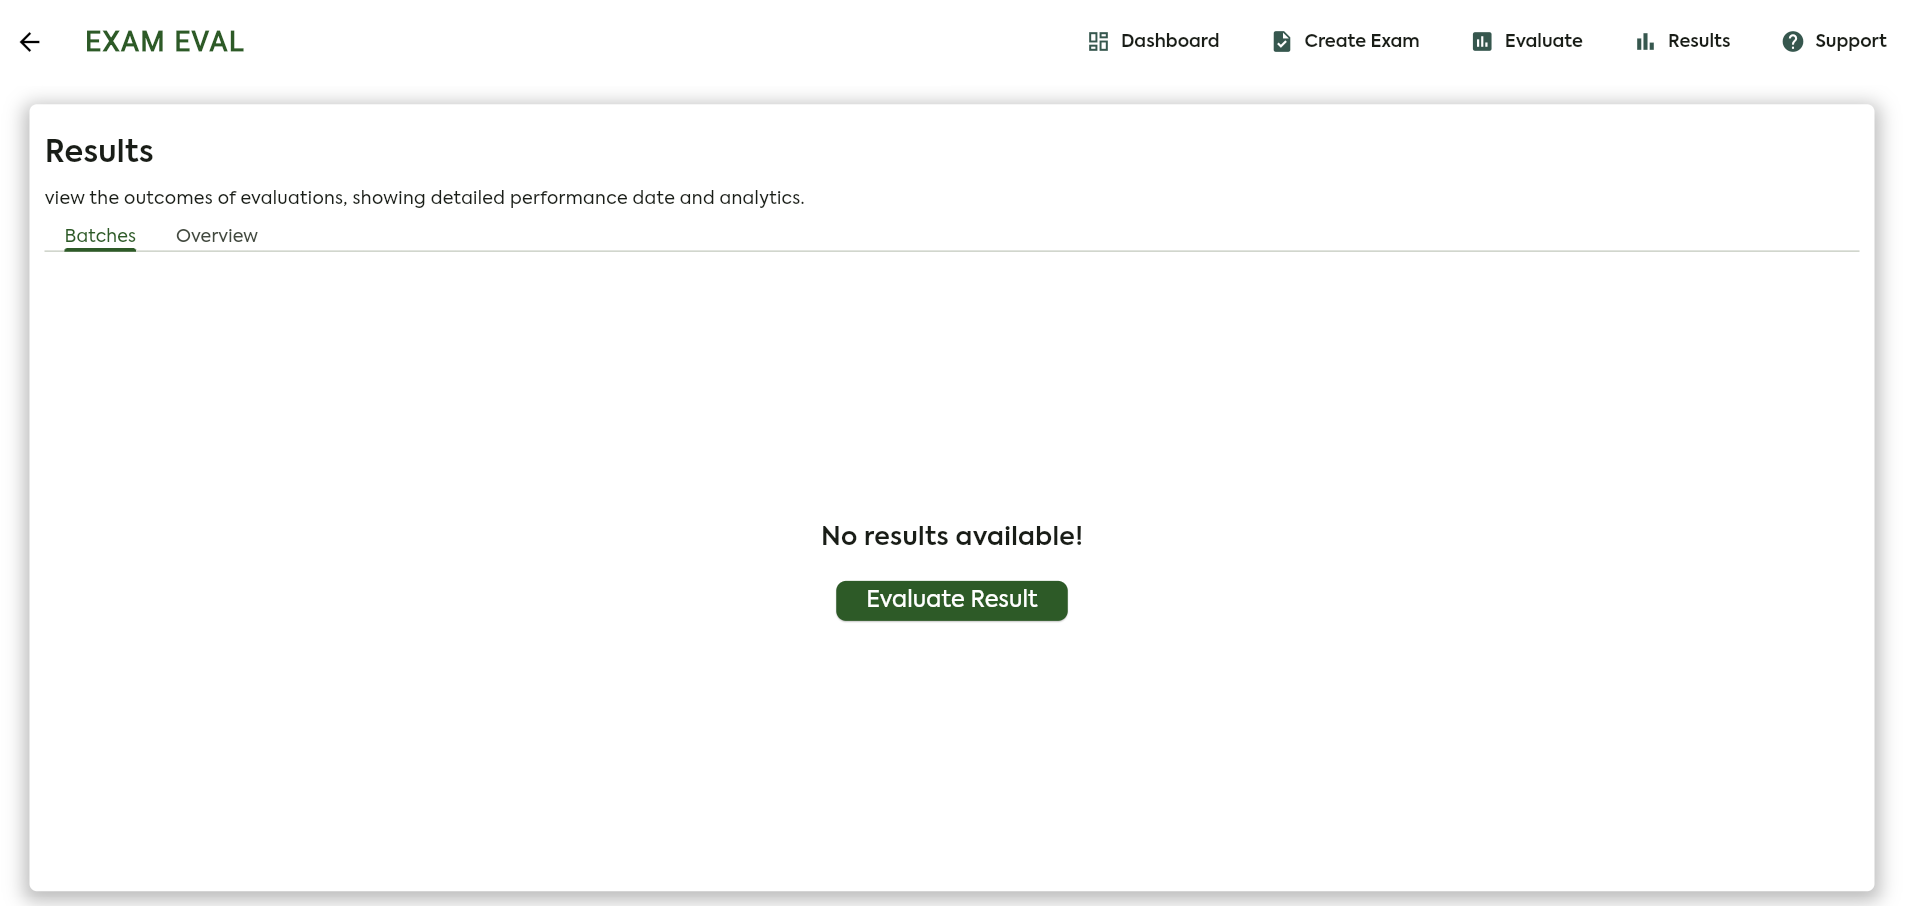 EXAM EVAL
Dashboard
Create Exam
Evaluate
Results
Support
Results
view the outcomes of evaluations, showing detailed performance date and analytics.
Batches
Overview
No results available!
Evaluate Result